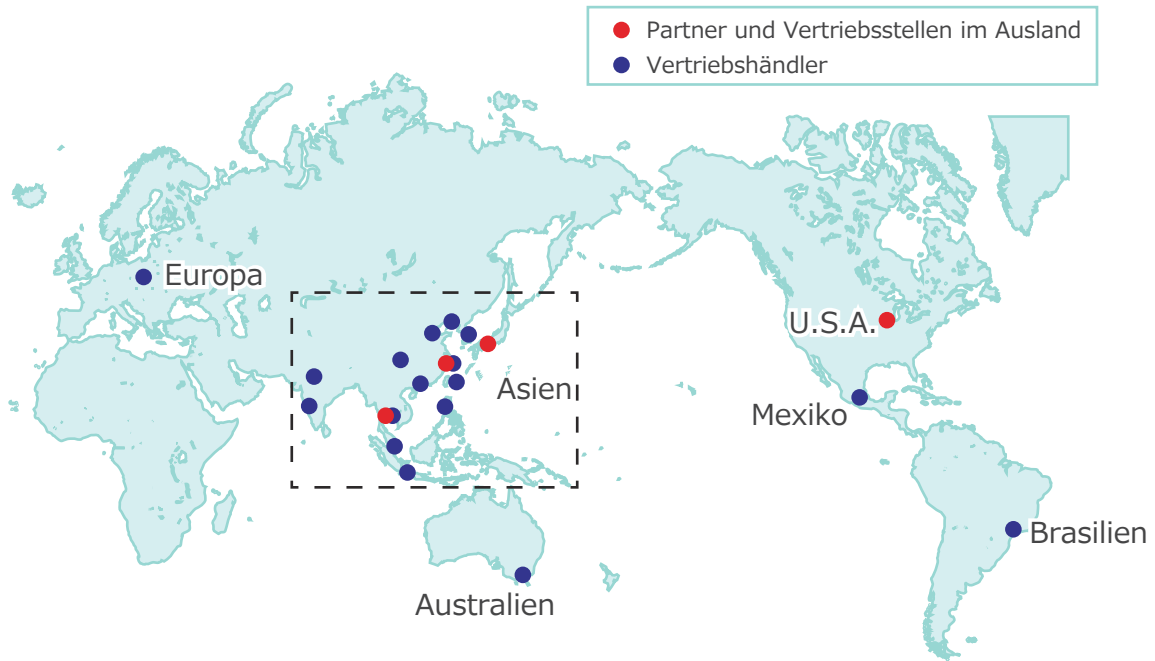 Partner und Vertriebsstellen im Ausland
Vertriebshändler
Europa
U.S.A.
Asien
Mexiko
Brasilien
Australien